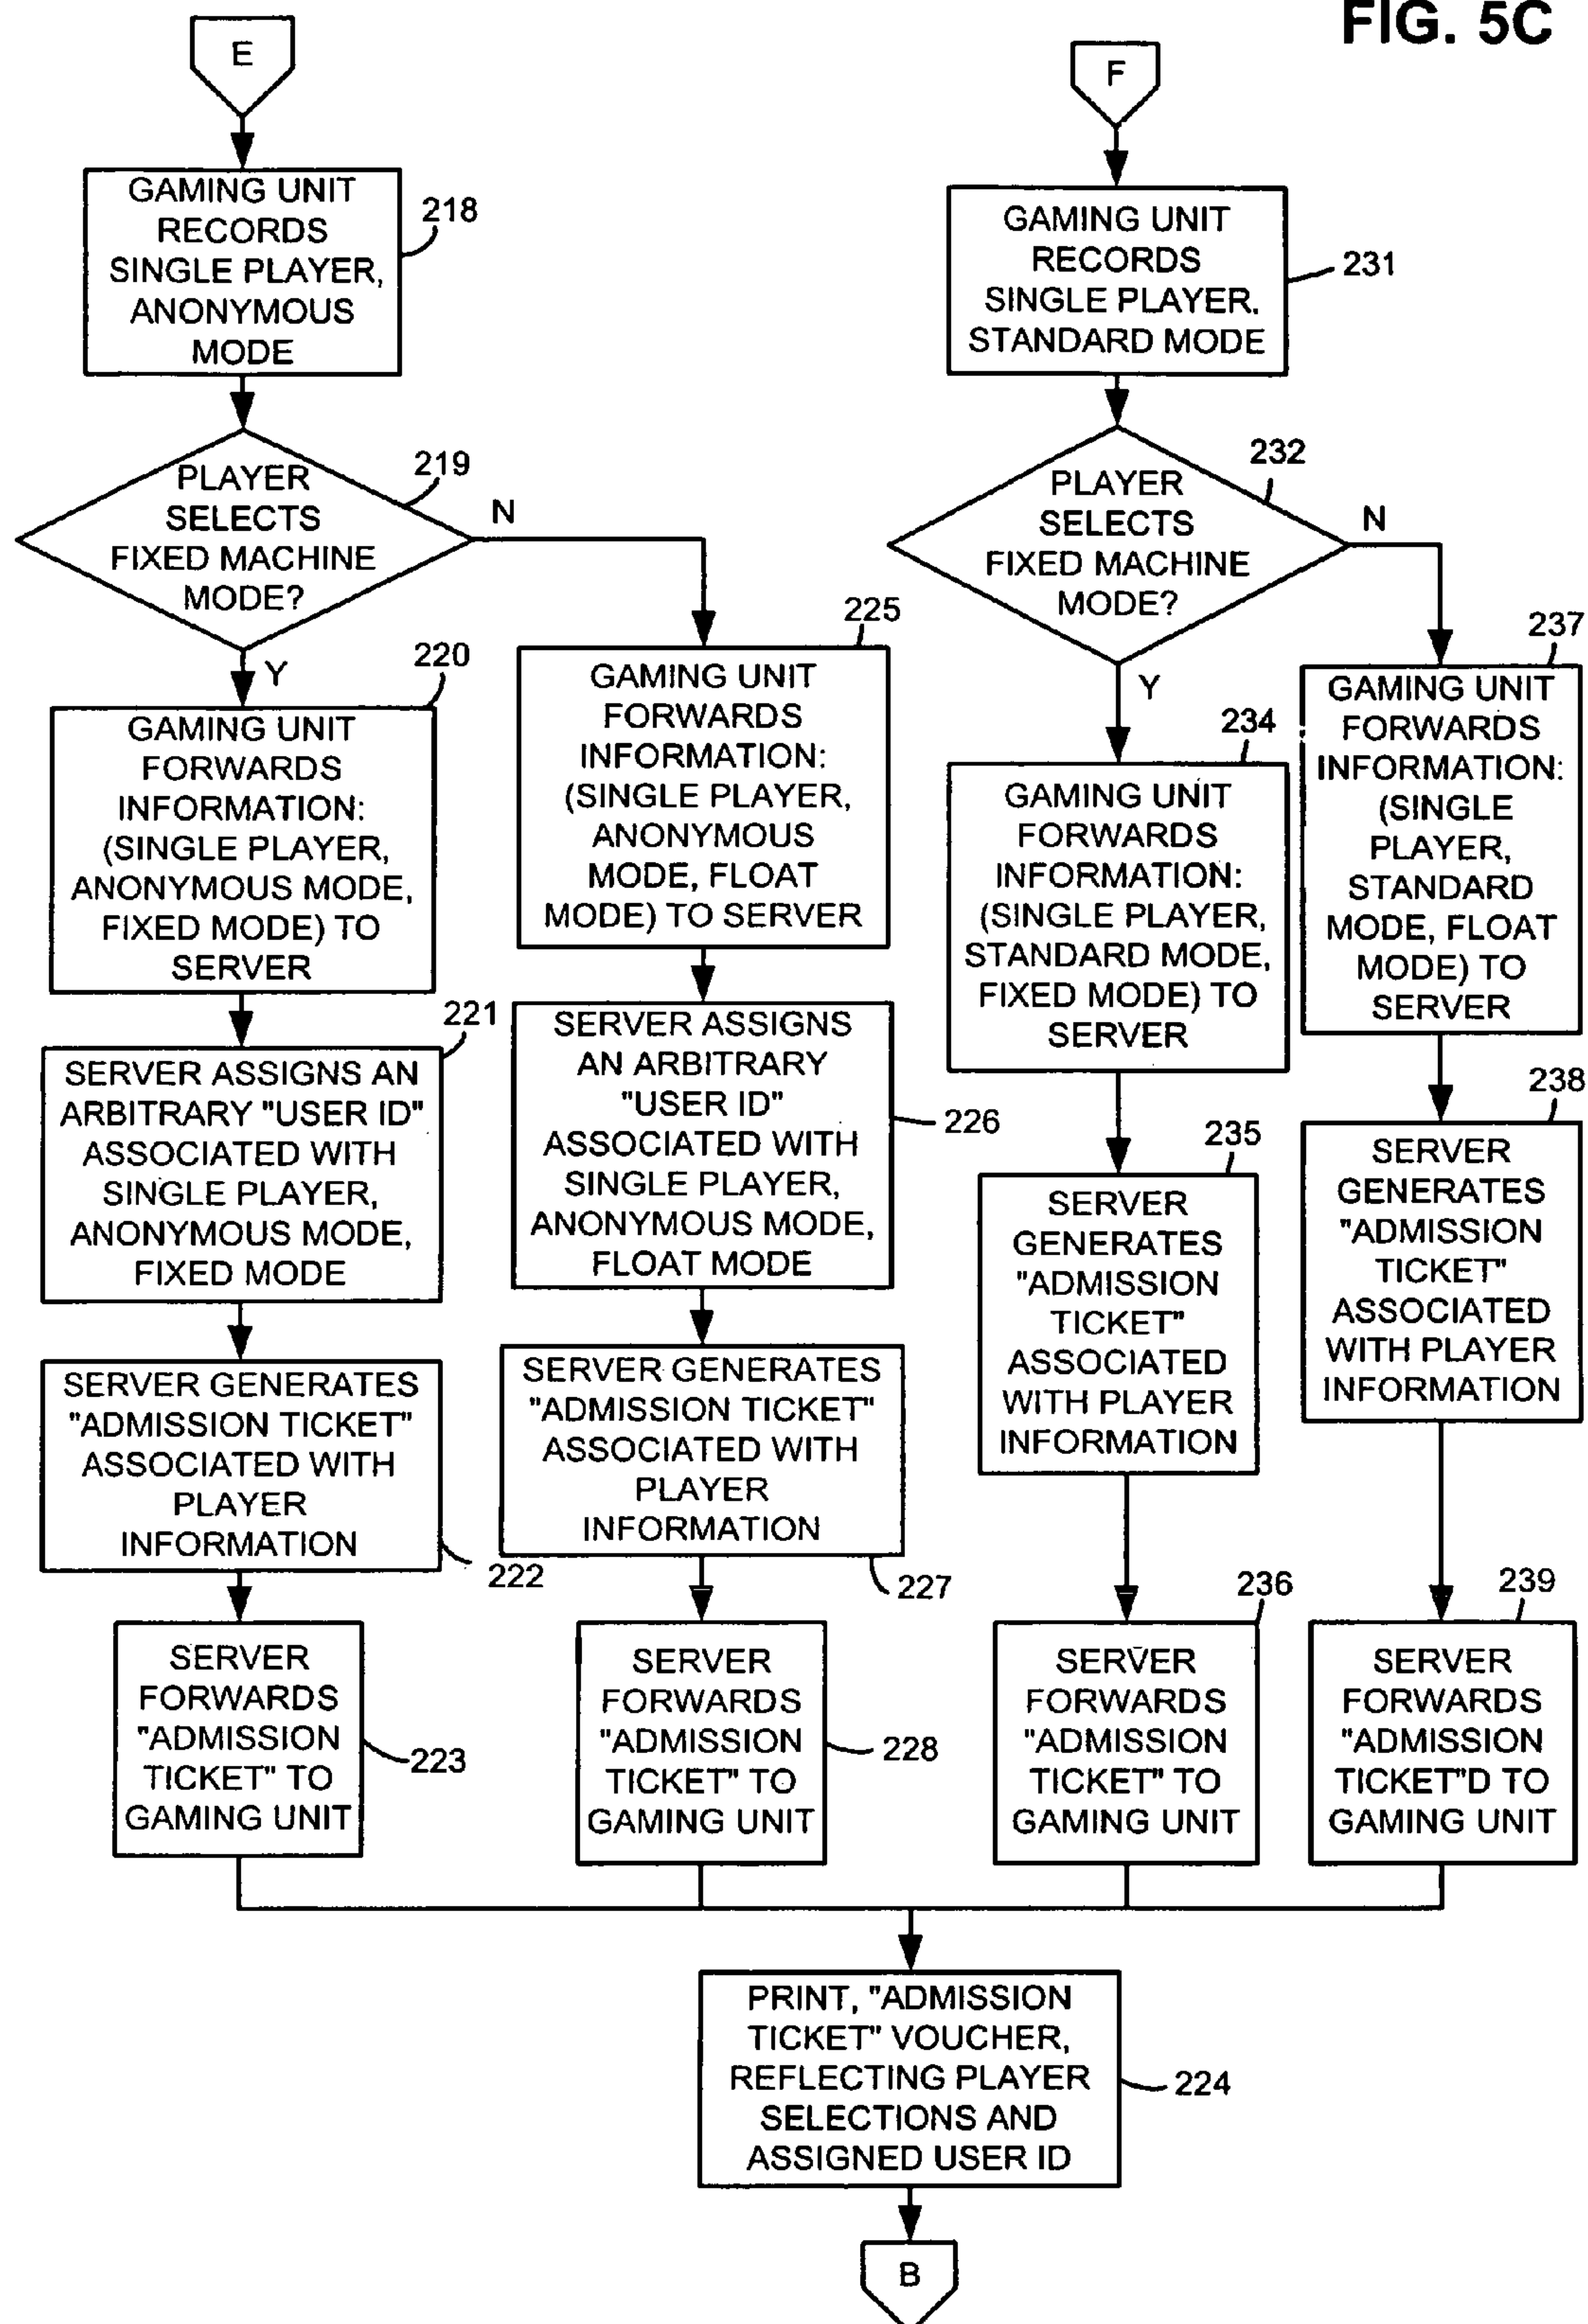 FIG. 5C
E
GAMING UNIT
RECORDS
SINGLE PLAYER,
ANONYMOUS
MODE
218
PLAYER
SELECTS
FIXED MACHINE
MODE?
219
N
Y
220
GAMING UNIT
FORWARDS
INFORMATION:
(SINGLE PLAYER,
ANONYMOUS MODE,
FIXED MODE) TO
SERVER
221
SERVER ASSIGNS AN
ARBITRARY "USER ID"
ASSOCIATED WITH
SINGLE PLAYER,
ANONYMOUS MODE,
FIXED MODE
SERVER GENERATES
"ADMISSION TICKET"
ASSOCIATED WITH
PLAYER
INFORMATION
222
SERVER
FORWARDS
"ADMISSION
TICKET" TO
GAMING UNIT
223
225
GAMING UNIT
FORWARDS
INFORMATION:
(SINGLE PLAYER,
ANONYMOUS
MODE, FLOAT
MODE) TO SERVER
SERVER ASSIGNS
AN ARBITRARY
"USER ID"
ASSOCIATED WITH
SINGLE PLAYER,
ANONYMOUS MODE,
FLOAT MODE
226
SERVER GENERATES
"ADMISSION TICKET"
ASSOCIATED WITH
PLAYER
INFORMATION
227
SERVER
FORWARDS
"ADMISSION
TICKET" TO
GAMING UNIT
228
F
GAMING UNIT
RECORDS
SINGLE PLAYER.
STANDARD MODE
231
PLAYER
SELECTS
FIXED MACHINE
MODE?
232
N
Y
234
GAMING UNIT
FORWARDS
INFORMATION:
(SINGLE PLAYER,
STANDARD MODE,
FIXED MODE) TO
SERVER
235
SERVER
GENERATES
"ADMISSION
TICKET"
ASSOCIATED
WITH PLAYER
INFORMATION
236
SERVER
FORWARDS
"ADMISSION
TICKET" TO
GAMING UNIT
237
GAMING UNIT
FORWARDS
INFORMATION:
(SINGLE
PLAYER,
STANDARD
MODE, FLOAT
MODE) TO
SERVER
238
SERVER
GENERATES
"ADMISSION
TICKET"
ASSOCIATED
WITH PLAYER
INFORMATION
239
SERVER
FORWARDS
"ADMISSION
TICKET"D TO
GAMING UNIT
PRINT, "ADMISSION
TICKET" VOUCHER,
REFLECTING PLAYER
SELECTIONS AND
ASSIGNED USER ID
224
B